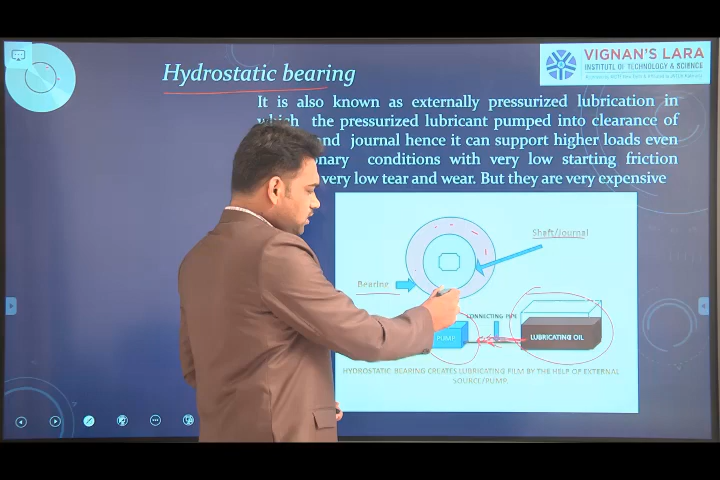 Hydrostatic bearing
VIGNAN'S LARA
INSTITUTE OF TECHNOLOGY & SCIENCE
It is also known as externally pressurized lubrication in
which the pressurized lubricant pumped into clearance of
and journal hence it can support higher loads even
conditions with very low starting friction
very low tear and wear. But they are very expensive
Shaft/Journal
Bearing
CONNECTING PIPE
PUMP
LUBRICATING OIL
HYDROSTATIC BEARING CREATES LUBRICATING FILM BY THE HELP OF EXTERNAL
SOURCE/PUMP.